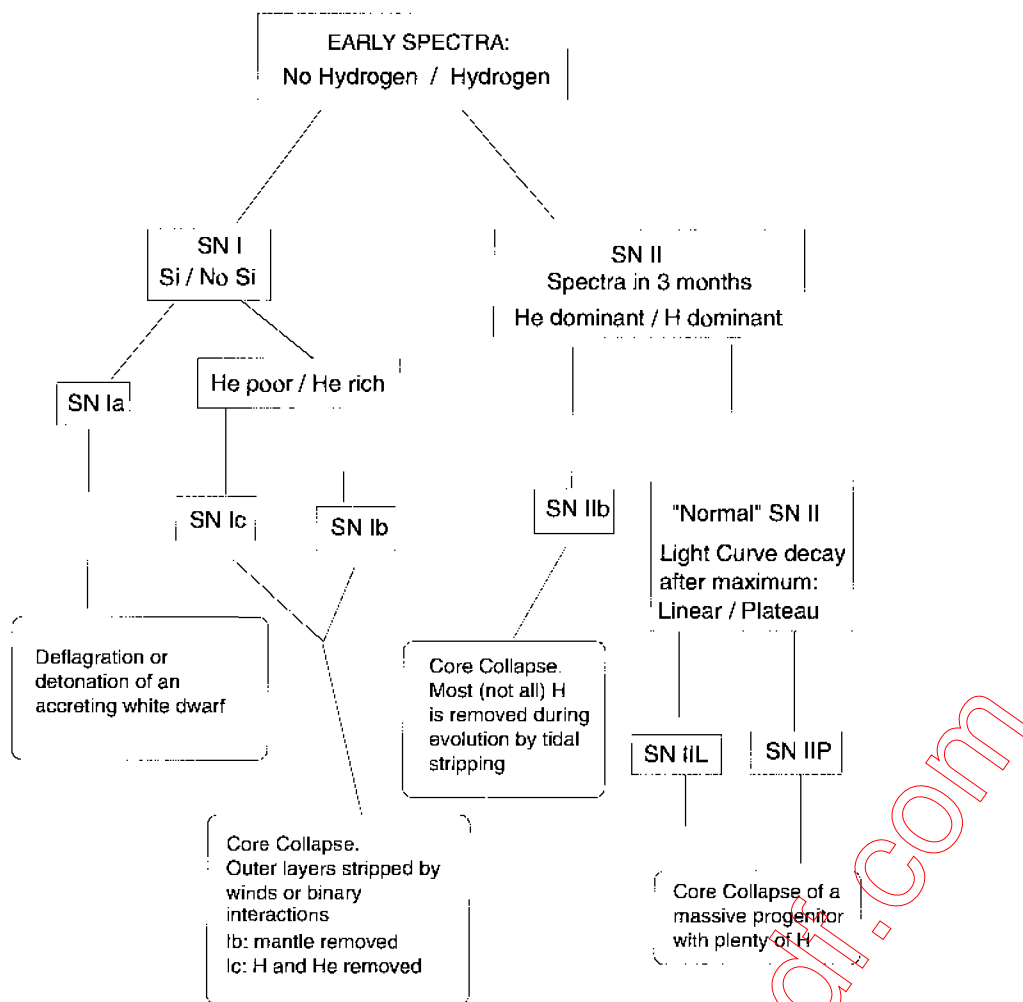 EARLY SPECTRA:
No Hydrogen / Hydrogen
SN I
Si / No Si
SN II
Spectra in 3 months
He dominant / H dominant
SN Ia
He poor / He rich
SN Ic
SN Ib
SN IIb
"Normal" SN II
Light Curve decay
after maximum:
Linear / Plateau
Deflagration or
detonation of an
accreting white dwarf
Core Collapse.
Most (not all) H
is removed during
evolution by tidal
stripping
SN IIL
SN IIP
Core Collapse.
Outer layers stripped by
winds or binary
interactions
Ib: mantle removed
Ic: H and He removed
Core Collapse of a
massive progenitor
with plenty of H
df.com